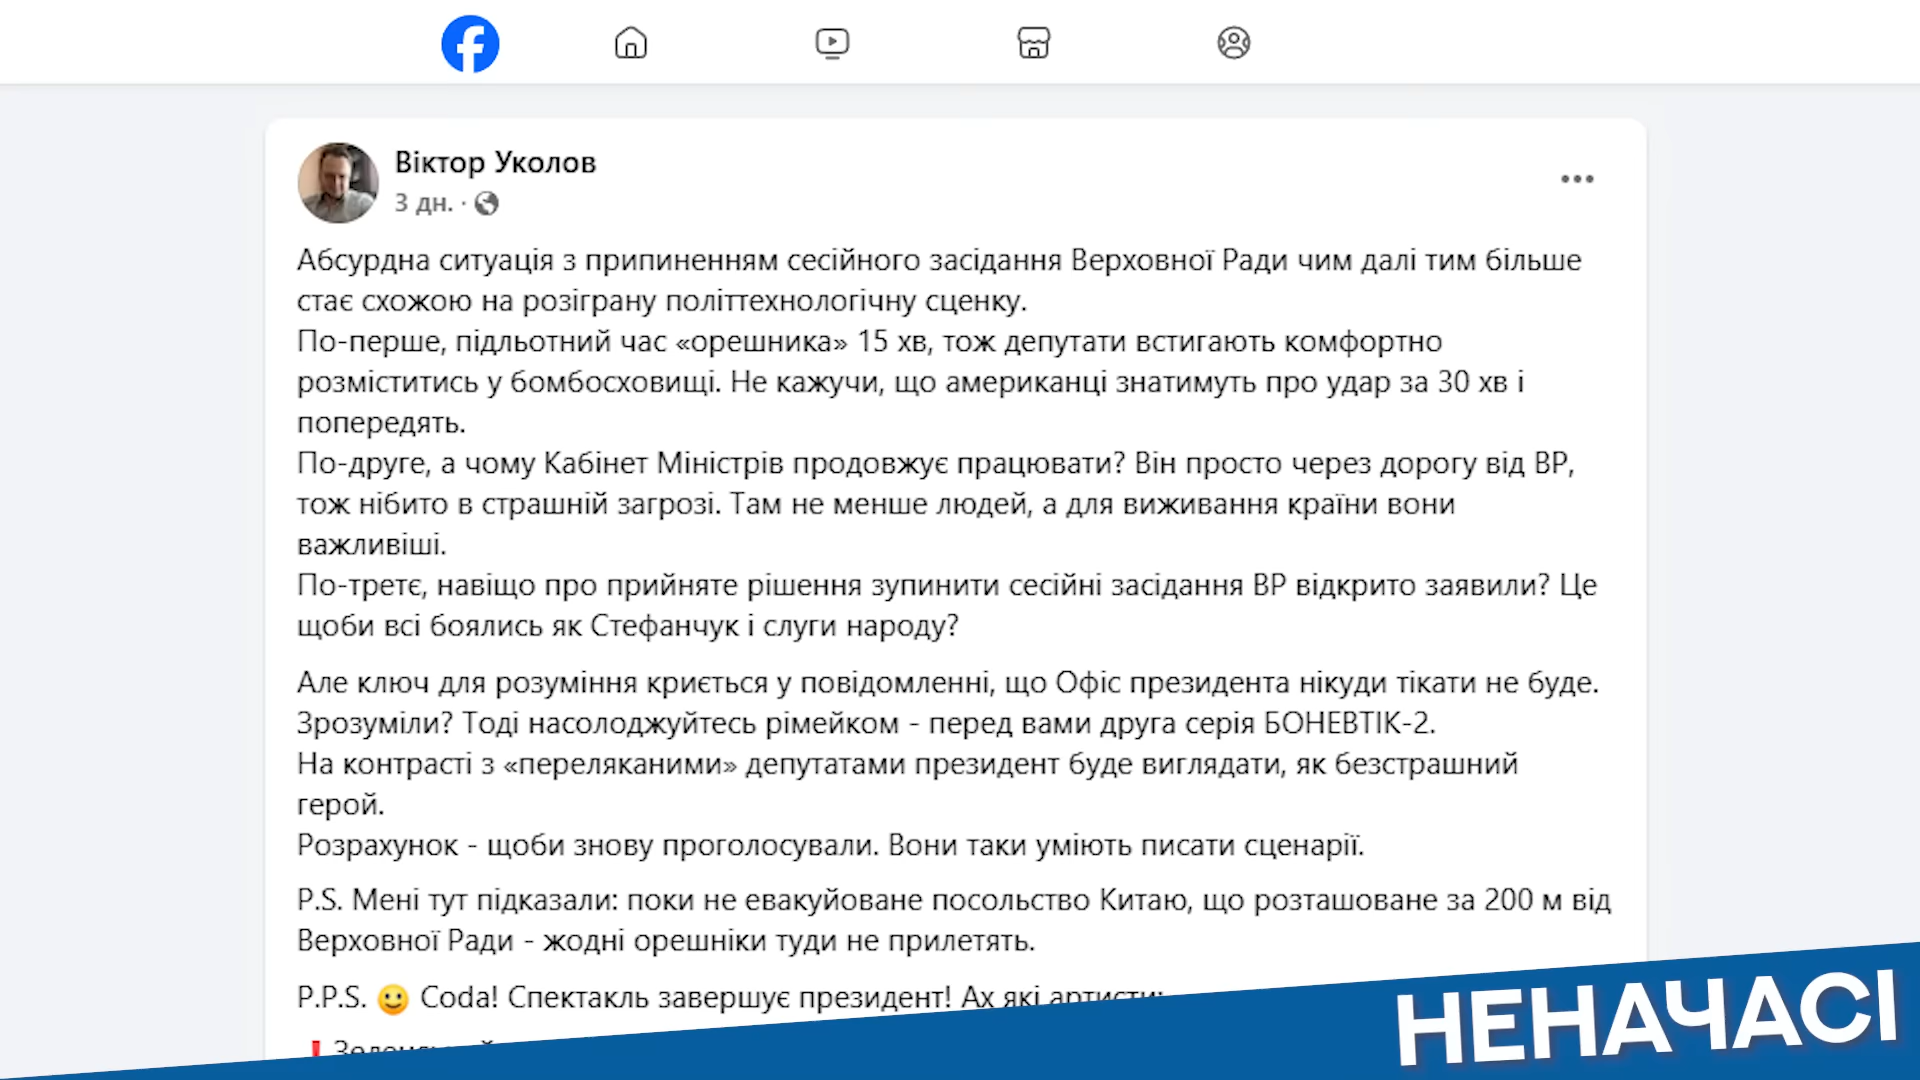 Віктор Уколов
3 дн. ·
Абсурдна ситуація з припиненням сесійного засідання Верховної Ради чим далі тим більше
стає схожою на розіграну політтехнологічну сценку.
По-перше, підльотний час «орешника» 15 хв, тож депутати встигають комфортно
розміститись у бомбосховищі. Не кажучи, що американці знатимуть про удар за 30 хв і
попередять.
По-друге, а чому Кабінет Міністрів продовжує працювати? Він просто через дорогу від ВР,
тож нібито в страшній загрозі. Там не менше людей, а для виживання країни вони
важливіші.
По-третє, навіщо про прийняте рішення зупинити сесійні засідання ВР відкрито заявили? Це
щоби всі боялись як Стефанчук і слуги народу?
Але ключ для розуміння криється у повідомленні, що Офіс президента нікуди тікати не буде.
Зрозуміли? Тоді насолоджуйтесь рімейком - перед вами друга серія БОНЕВТІК-2.
На контрасті з «переляканими» депутатами президент буде виглядати, як безстрашний
герой.
Розрахунок - щоби знову проголосували. Вони таки уміють писати сценарії.
P.S. Мені тут підказали: поки не евакуйоване посольство Китаю, що розташоване за 200 м від
Верховної Ради - жодні орешніки туди не прилетять.
P.P.S. 🙂 Coda! Спектакль завершує президент! Ах які артисти:
НЕНАЧАСІ